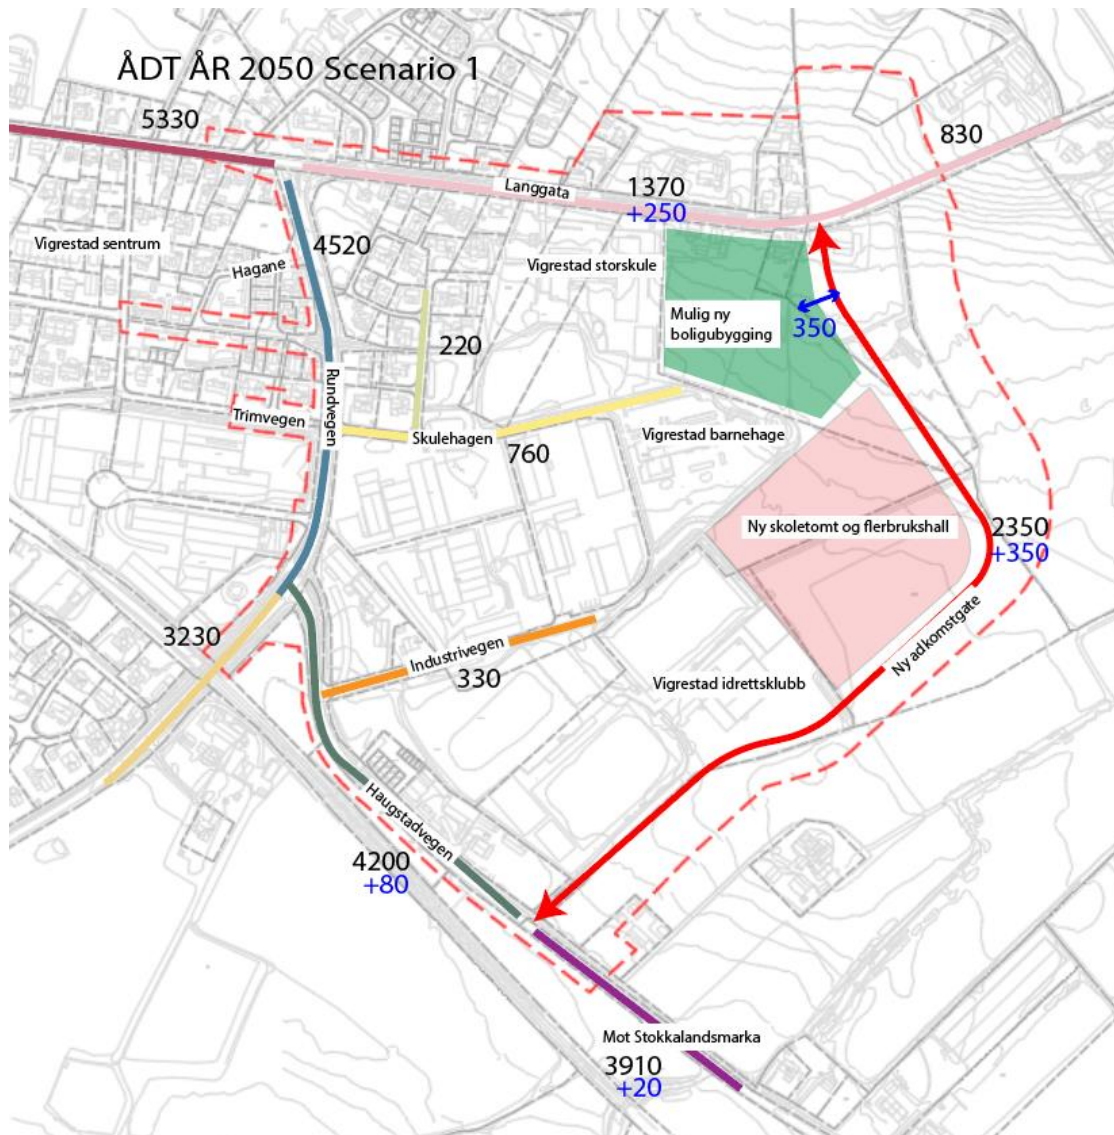 ÅDT ÅR 2050 Scenario 1
5330
830
Langgata
1370
+250
Vigrestad sentrum
4520
Hagane
Vigrestad storskule
Mulig ny
boligubygging
350
220
Rundvegen
Trimvegen
Skulehagen
760
Vigrestad barnehage
Ny skoletomt og flerbrukshall
2350
+350
Ny adkomstgate
3230
Industrivegen
330
Vigrestad idrettsklubb
Haugstadvegen
4200
+80
Mot Stokkalandsmarka
3910
+20